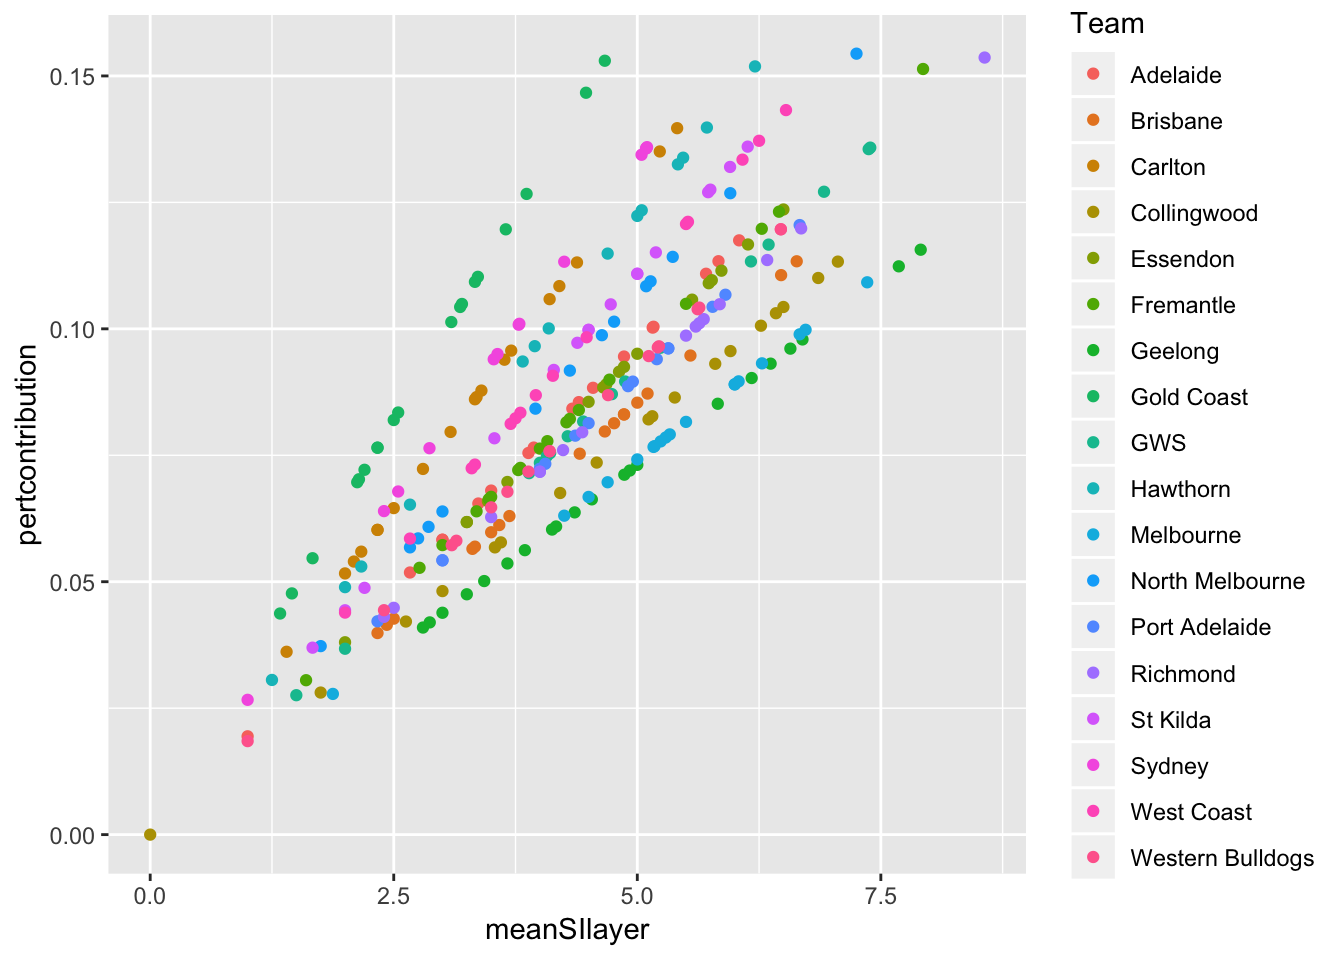 pertcontribution
0.15
0.10
0.05
0.00
0.0 2.5 5.0 7.5
meanSIlayer
Team
Adelaide
Brisbane
Carlton
Collingwood
Essendon
Fremantle
Geelong
Gold Coast
GWS
Hawthorn
Melbourne
North Melbourne
Port Adelaide
Richmond
St Kilda
Sydney
West Coast
Western Bulldogs